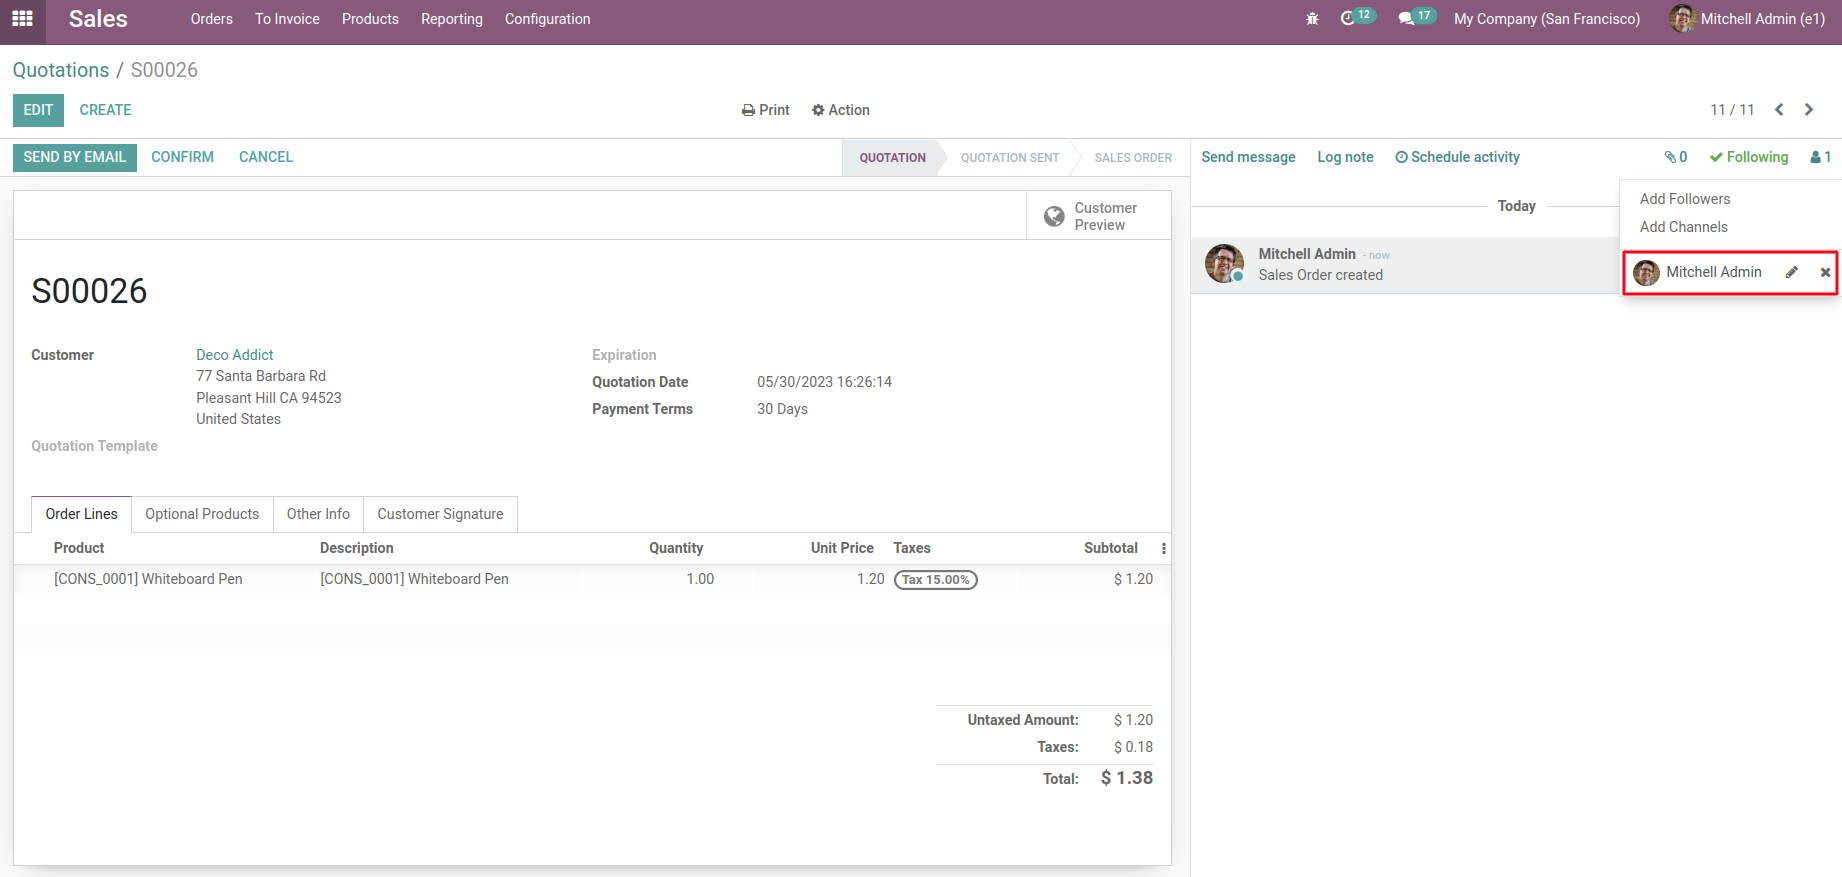 Sales
Orders To Invoice Products Reporting Configuration
12 17 My Company (San Francisco) Mitchell Admin (e1)
Quotations / S00026
EDIT CREATE Print Action 11 / 11
SEND BY EMAIL CONFIRM CANCEL QUOTATION QUOTATION SENT SALES ORDER
Send message Log note Schedule activity 0 Following 1
Add Followers
Add Channels
Mitchell Admin
Today
Mitchell Admin - now
Sales Order created
Customer
Preview
S00026
Customer Deco Addict
77 Santa Barbara Rd
Pleasant Hill CA 94523
United States
Expiration
Quotation Date 05/30/2023 16:26:14
Payment Terms 30 Days
Quotation Template
Order Lines Optional Products Other Info Customer Signature
Product Description Quantity Unit Price Taxes Subtotal
[CONS_0001] Whiteboard Pen [CONS_0001] Whiteboard Pen 1.00 1.20 Tax 15.00% $ 1.20
Untaxed Amount: $ 1.20
Taxes: $ 0.18
Total: $ 1.38